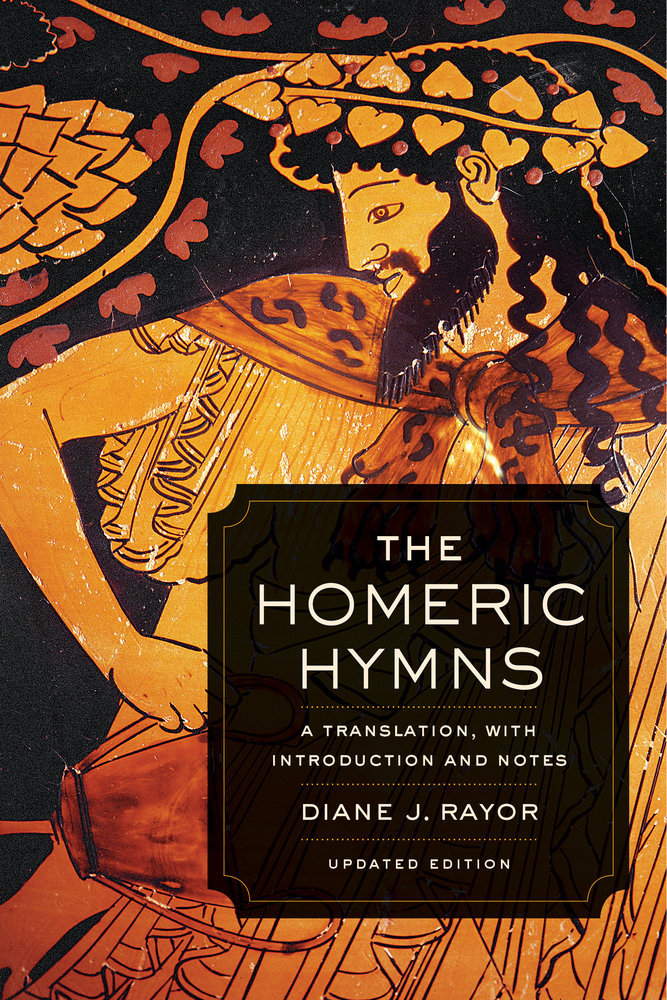 THE
HOMERIC
HYMNS
A TRANSLATION, WITH
INTRODUCTION AND NOTES
DIANE J. RAYOR
UPDATED EDITION